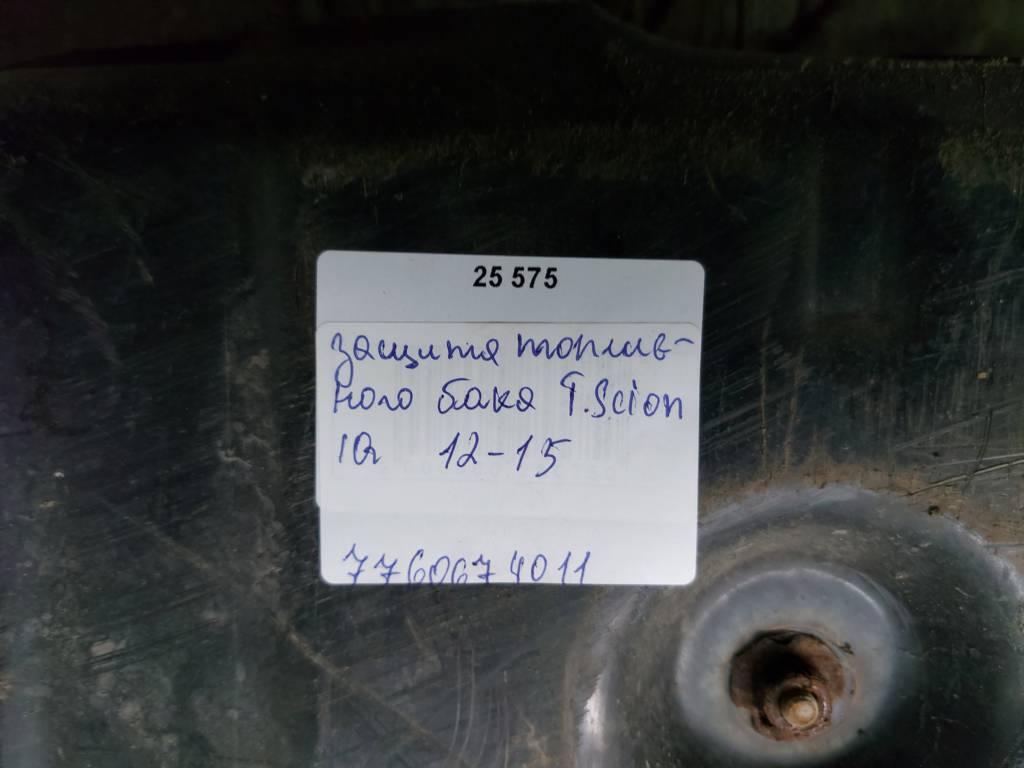 25 575
защита топлив-
ного бака T.Scion
IQ 12-15
7760674011